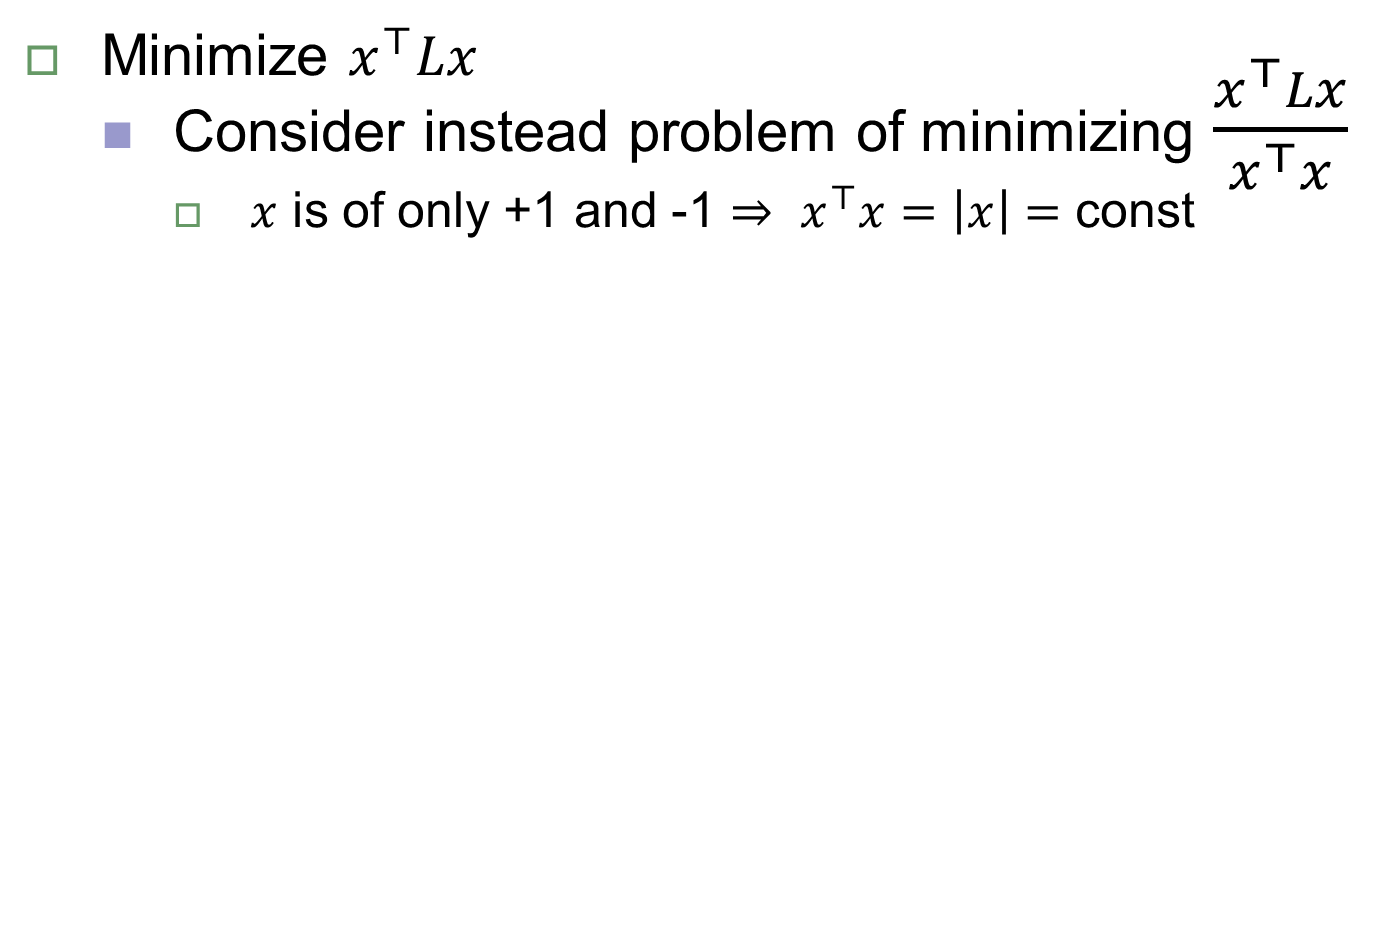 Minimize 𝑥⊤𝐿𝑥
Consider instead problem of minimizing 𝑥⊤𝐿𝑥 / 𝑥⊤𝑥
𝑥 is of only +1 and -1 ⇒ 𝑥⊤𝑥 = |𝑥| = const